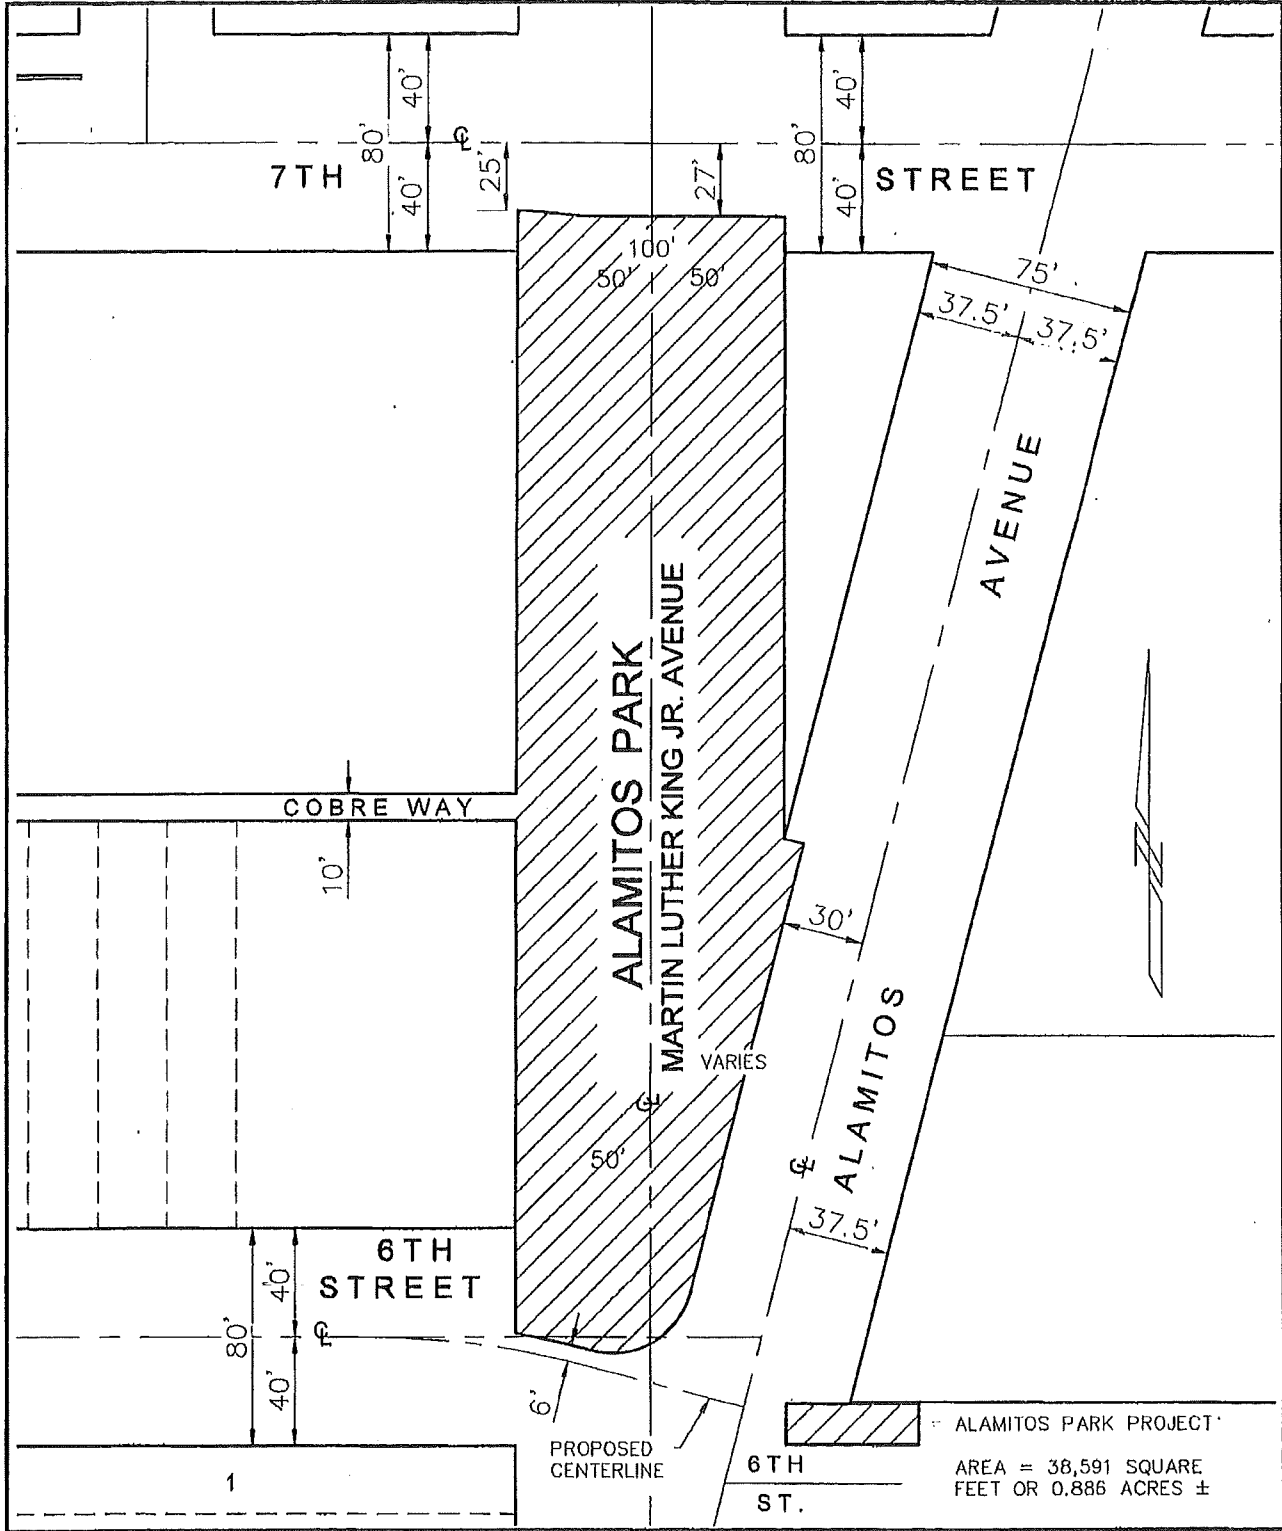 40'
80'
40'
℄
25'
7TH
27'
40'
80'
40'
STREET
100'
50'
50'
75'
37.5'
37.5'
AVENUE
ALAMITOS PARK
MARTIN LUTHER KING JR. AVENUE
COBRE WAY
10'
30'
ALAMITOS
VARIES
℄
50'
℄
37.5'
6TH
STREET
40'
80'
40'
℄
6'
PROPOSED
CENTERLINE
6TH
ST.
1
= ALAMITOS PARK PROJECT
AREA = 38,591 SQUARE
FEET OR 0.886 ACRES ±